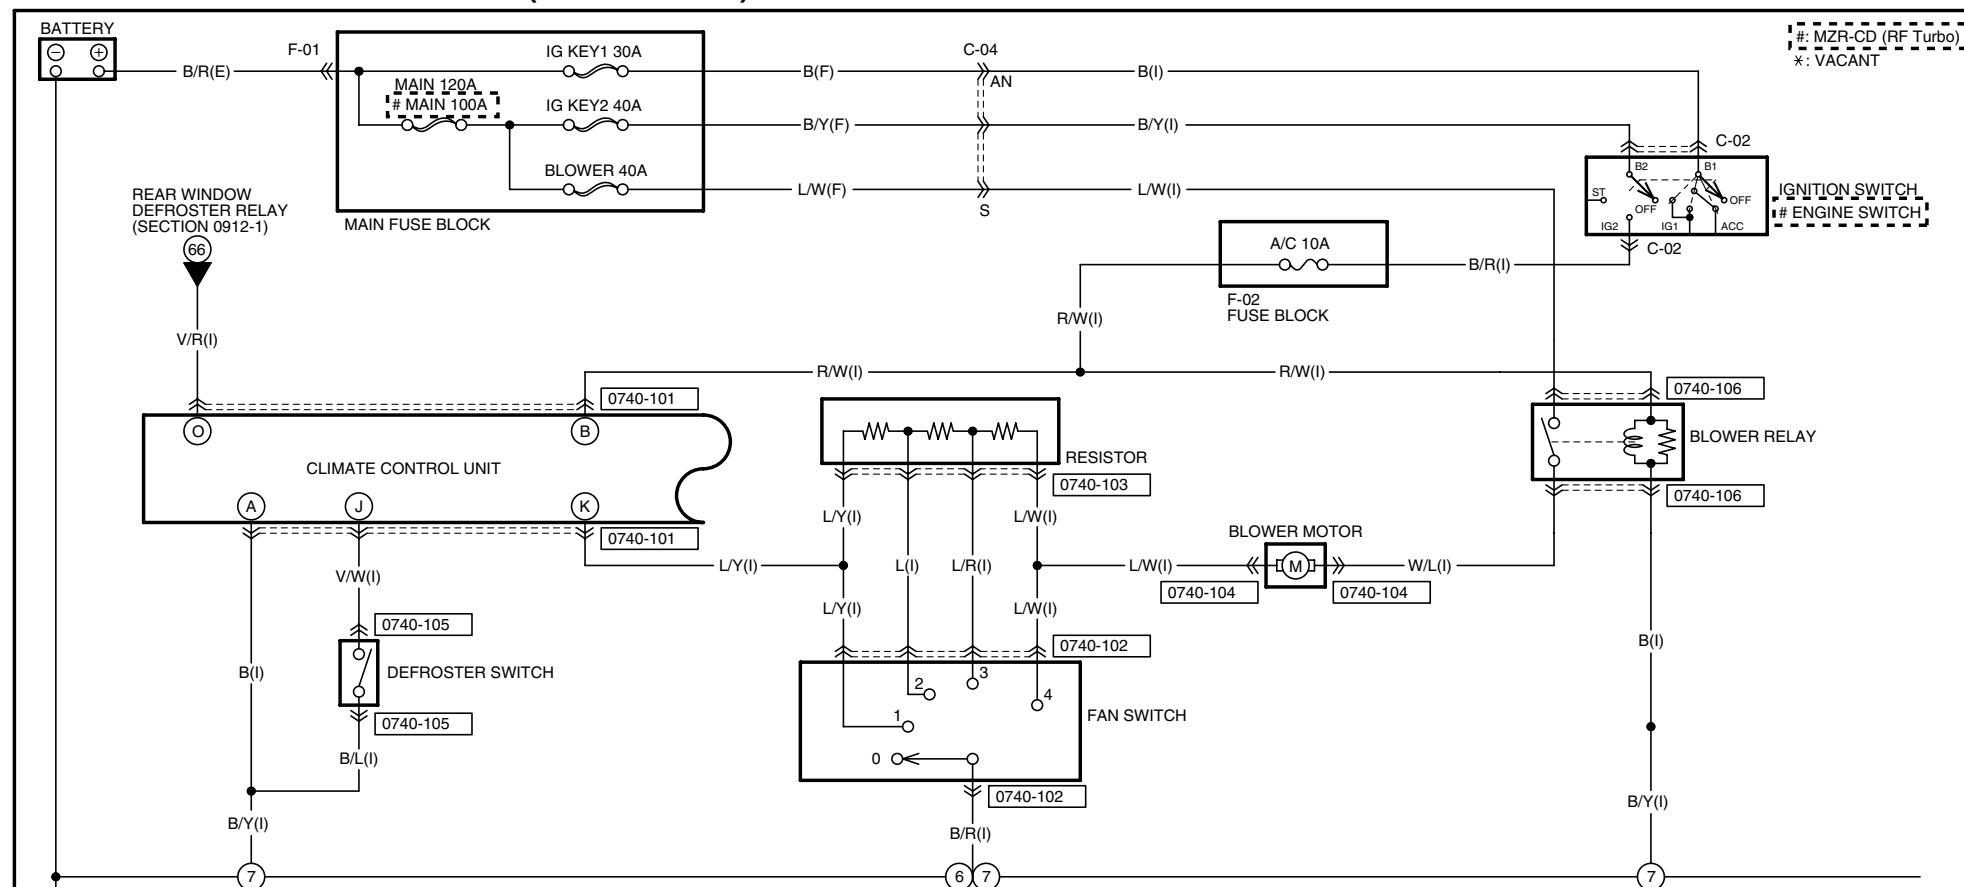 BATTERY
B/R(E)
F-01
IG KEY1 30A
MAIN 120A
# MAIN 100A
IG KEY2 40A
BLOWER 40A
MAIN FUSE BLOCK
B(F)
C-04
AN
B(I)
B/Y(F)
B/Y(I)
L/W(F)
S
L/W(I)
#: MZR-CD (RF Turbo)
*: VACANT
C-02
B2
B1
ST
OFF
OFF
IG2
IG1
ACC
IGNITION SWITCH
# ENGINE SWITCH
C-02
REAR WINDOW
DEFROSTER RELAY
(SECTION 0912-1)
66
V/R(I)
A/C 10A
F-02
FUSE BLOCK
B/R(I)
R/W(I)
R/W(I)
R/W(I)
0740-101
O
B
CLIMATE CONTROL UNIT
A
J
K
0740-101
RESISTOR
0740-103
0740-106
BLOWER RELAY
0740-106
L/Y(I)
L/W(I)
BLOWER MOTOR
M
V/W(I)
L/Y(I)
L(I)
L/R(I)
L/W(I)
W/L(I)
0740-104
0740-104
L/Y(I)
L/W(I)
0740-105
0740-102
B(I)
DEFROSTER SWITCH
B(I)
0740-105
1
2
3
4
0
FAN SWITCH
B/L(I)
0740-102
B/Y(I)
B/R(I)
B/Y(I)
7
6
7
7